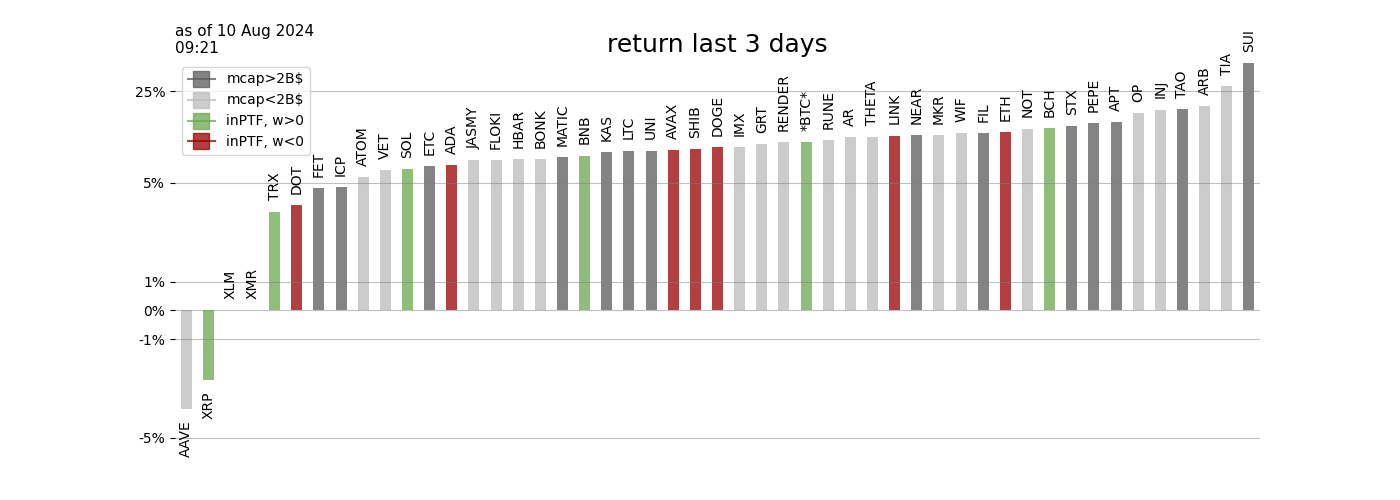 as of 10 Aug 2024
09:21
return last 3 days
mcap>2B$
mcap<2B$
inPTF, w>0
inPTF, w<0
25%
5%
1%
0%
-1%
-5%
AAVE
XRP
XLM
XMR
TRX
DOT
FET
ICP
ATOM
VET
SOL
ETC
ADA
JASMY
FLOKI
HBAR
BONK
MATIC
BNB
KAS
LTC
UNI
AVAX
SHIB
DOGE
IMX
GRT
RENDER
*BTC*
RUNE
AR
THETA
LINK
NEAR
MKR
WIF
FIL
ETH
NOT
BCH
STX
PEPE
APT
OP
INJ
TAO
ARB
TIA
SUI